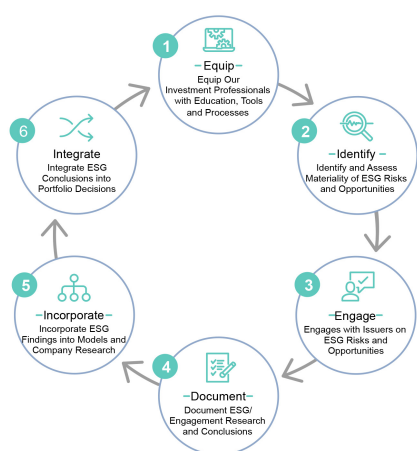 1
–Equip–
Equip Our
Investment Professionals
with Education, Tools
and Processes
2
–Identify–
Identify and Assess
Materiality of ESG Risks
and Opportunities
3
–Engage–
Engages with Issuers on
ESG Risks and
Opportunities
4
–Document–
Document ESG/
Engagement Research
and Conclusions
5
–Incorporate–
Incorporate ESG
Findings into Models and
Company Research
6
Integrate
Integrate ESG
Conclusions into
Portfolio Decisions